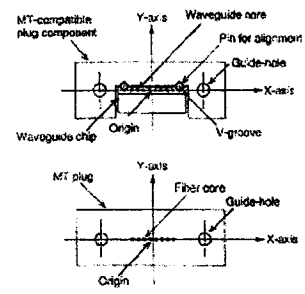 MT-compatible
plug component
Y-axis
Waveguide core
Pin for alignment
Guide-hole
X-axis
Waveguide chip
Origin
V-groove
Y-axis
MT plug
Fiber core
Guide-hole
X-axis
Origin